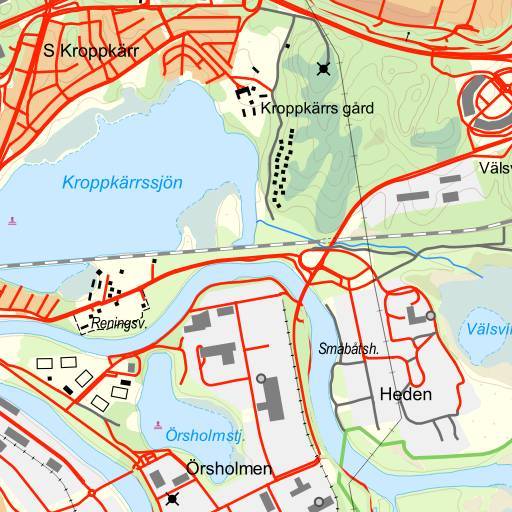 S Kroppkärr
Kroppkärrs gård
Välsv
Kroppkärrssjön
Reningsv.
Välsvi
Småbåtsh.
Heden
Örsholmstj.
Örsholmen